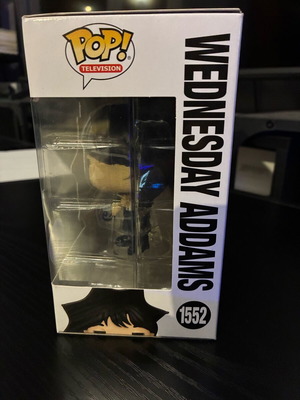 POP!
TELEVISION
WEDNESDAY ADDAMS
1552